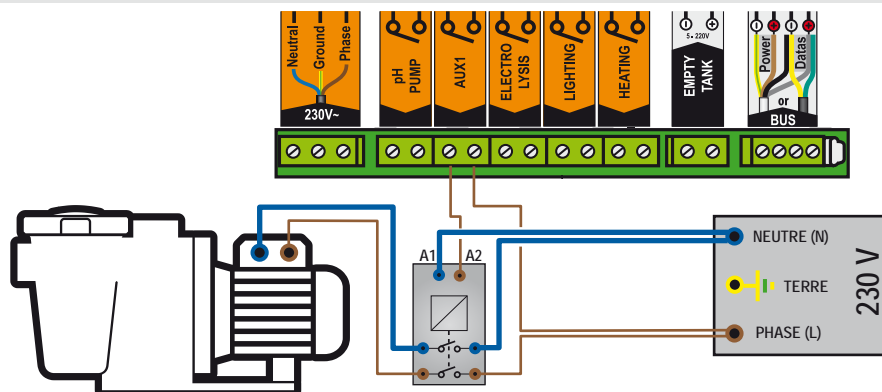 Neutral
Ground
Phase
230V~
pH
PUMP
AUX1
ELECTRO
LYSIS
LIGHTING
HEATING
5 - 220V
EMPTY
TANK
Power
Datas
or
BUS
A1
A2
NEUTRE (N)
TERRE
PHASE (L)
230 V